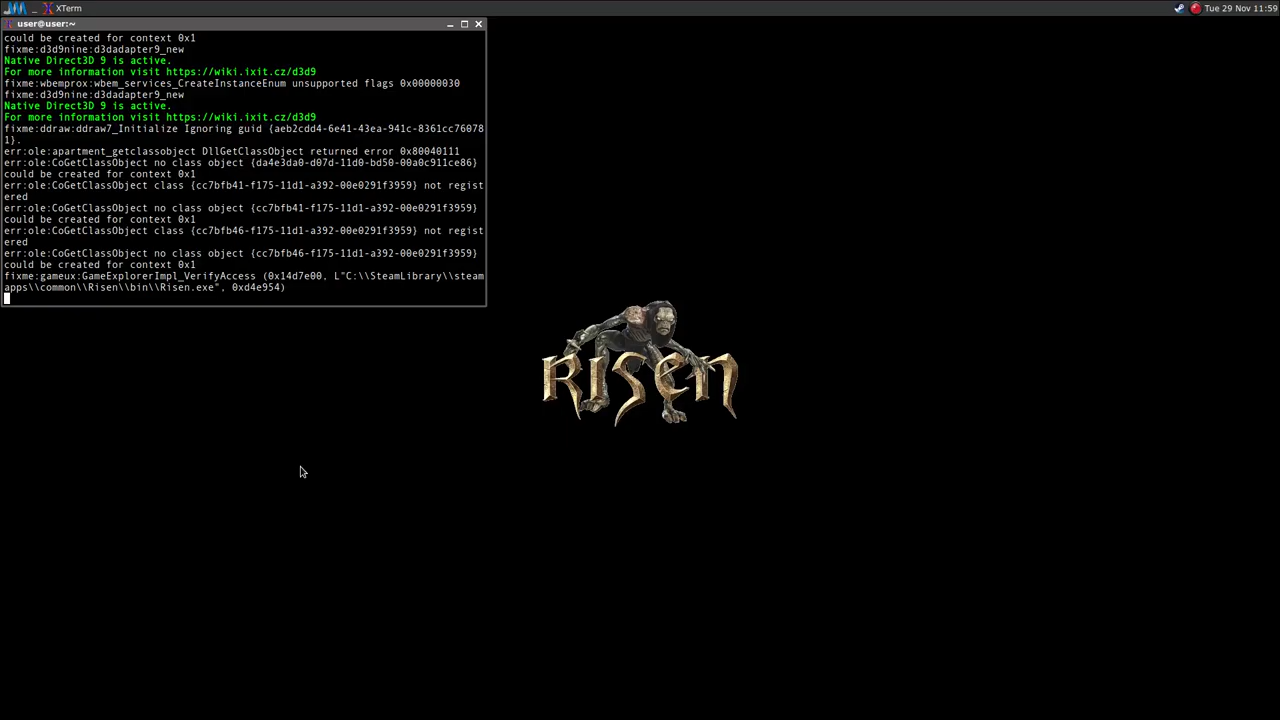 XTerm
Tue 29 Nov 11:59
user@user:~
could be created for context 0x1
fixme:d3d9nine:d3dadapter9_new
Native Direct3D 9 is active.
For more information visit https://wiki.ixit.cz/d3d9
fixme:wbemprox:wbem_services_CreateInstanceEnum unsupported flags 0x00000030
fixme:d3d9nine:d3dadapter9_new
Native Direct3D 9 is active.
For more information visit https://wiki.ixit.cz/d3d9
fixme:ddraw:ddraw7_Initialize Ignoring guid {aeb2cdd4-6e41-43ea-941c-8361cc76078
1}.
err:ole:apartment_getclassobject DllGetClassObject returned error 0x80040111
err:ole:CoGetClassObject no class object {da4e3da0-d07d-11d0-bd50-00a0c911ce86}
could be created for context 0x1
err:ole:CoGetClassObject class {cc7bfb41-f175-11d1-a392-00e0291f3959} not regist
ered
err:ole:CoGetClassObject no class object {cc7bfb41-f175-11d1-a392-00e0291f3959}
could be created for context 0x1
err:ole:CoGetClassObject class {cc7bfb46-f175-11d1-a392-00e0291f3959} not regist
ered
err:ole:CoGetClassObject no class object {cc7bfb46-f175-11d1-a392-00e0291f3959}
could be created for context 0x1
fixme:gameux:GameExplorerImpl_VerifyAccess (0x14d7e00, L"C:\\SteamLibrary\\steam
apps\\common\\Risen\\bin\\Risen.exe", 0xd4e954)
RISEN